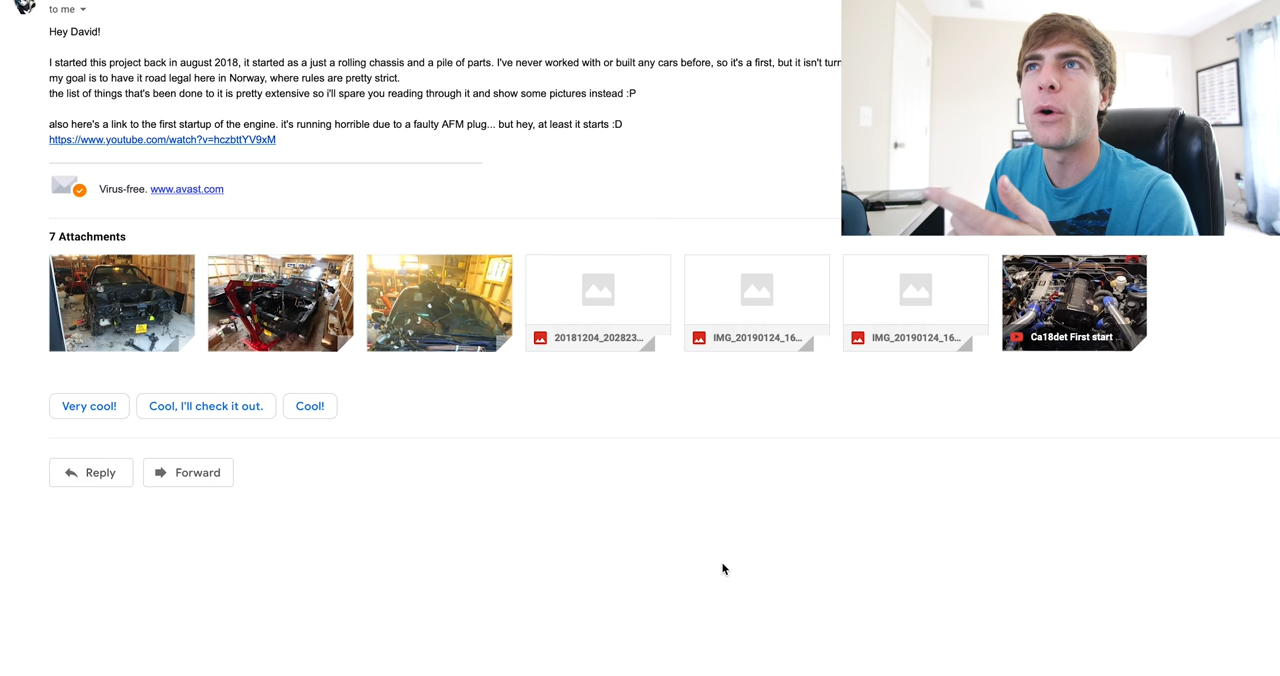 to me
Hey David!
I started this project back in august 2018, it started as a just a rolling chassis and a pile of parts. I've never worked with or built any cars before, so it's a first, but it isn't turn
my goal is to have it road legal here in Norway, where rules are pretty strict.
the list of things that's been done to it is pretty extensive so i'll spare you reading through it and show some pictures instead :P
also here's a link to the first startup of the engine. it's running horrible due to a faulty AFM plug... but hey, at least it starts :D
https://www.youtube.com/watch?v=hczbttYV9xM
Virus-free. www.avast.com
7 Attachments
20181204_202823...
IMG_20190124_16...
IMG_20190124_16...
Ca18det First start
Very cool!
Cool, I'll check it out.
Cool!
Reply
Forward